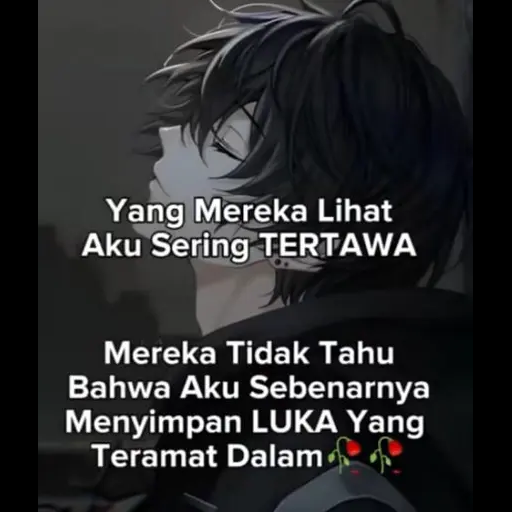 Yang Mereka Lihat
Aku Sering TERTAWA
Mereka Tidak Tahu
Bahwa Aku Sebenarnya
Menyimpan LUKA Yang
Teramat Dalam🥀🥀